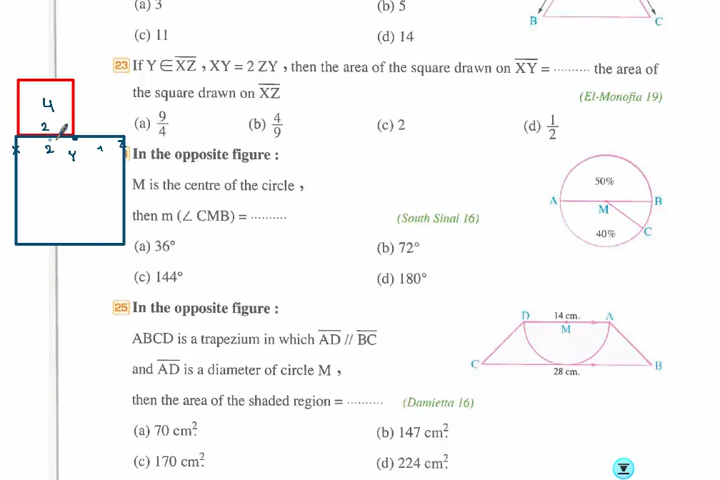 (a) 3
(b) 5
(c) 11
(d) 14
B
C
23 If Y ∈ XZ , XY = 2 ZY , then the area of the square drawn on XY = .......... the area of
the square drawn on XZ
(El-Monofia 19)
(a) 9/4
(b) 4/9
(c) 2
(d) 1/2
4
2
X 2 Y 1 Z
In the opposite figure :
M is the centre of the circle ,
then m (∠ CMB) = ..........
(South Sinai 16)
(a) 36°
(b) 72°
(c) 144°
(d) 180°
50%
A
M
B
C
40%
25 In the opposite figure :
ABCD is a trapezium in which AD // BC
and AD is a diameter of circle M ,
then the area of the shaded region = ..........
(Damietta 16)
(a) 70 cm².
(b) 147 cm².
(c) 170 cm².
(d) 224 cm².
D 14 cm. A
M
C 28 cm. B